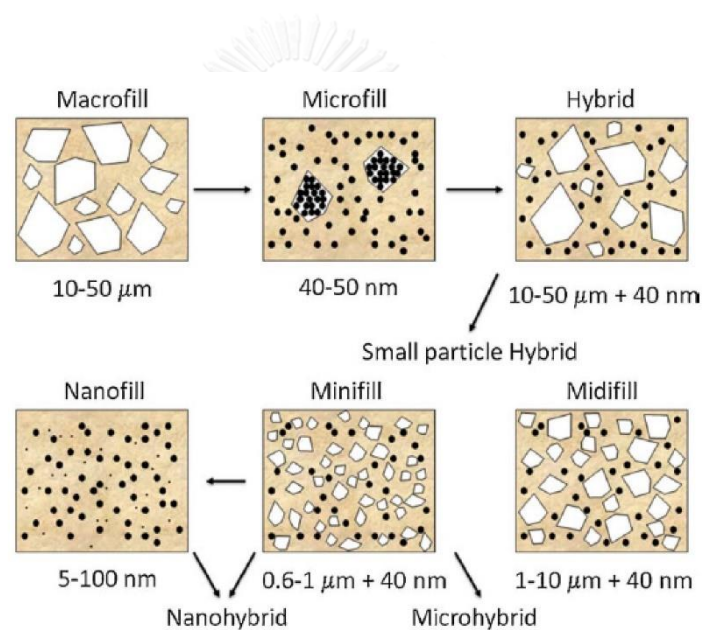 Macrofill
Microfill
Hybrid
10-50 μm
40-50 nm
10-50 μm + 40 nm
Small particle Hybrid
Nanofill
Minifill
Midifill
5-100 nm
0.6-1 μm + 40 nm
1-10 μm + 40 nm
Nanohybrid
Microhybrid